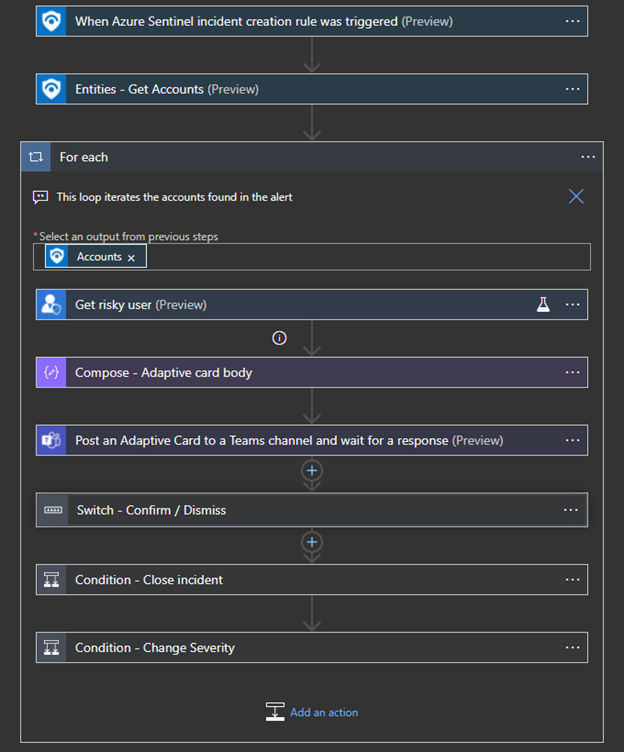 When Azure Sentinel incident creation rule was triggered (Preview)
Entities - Get Accounts (Preview)
For each
This loop iterates the accounts found in the alert
*Select an output from previous steps
Accounts
Get risky user (Preview)
Compose - Adaptive card body
Post an Adaptive Card to a Teams channel and wait for a response (Preview)
Switch - Confirm / Dismiss
Condition - Close incident
Condition - Change Severity
Add an action